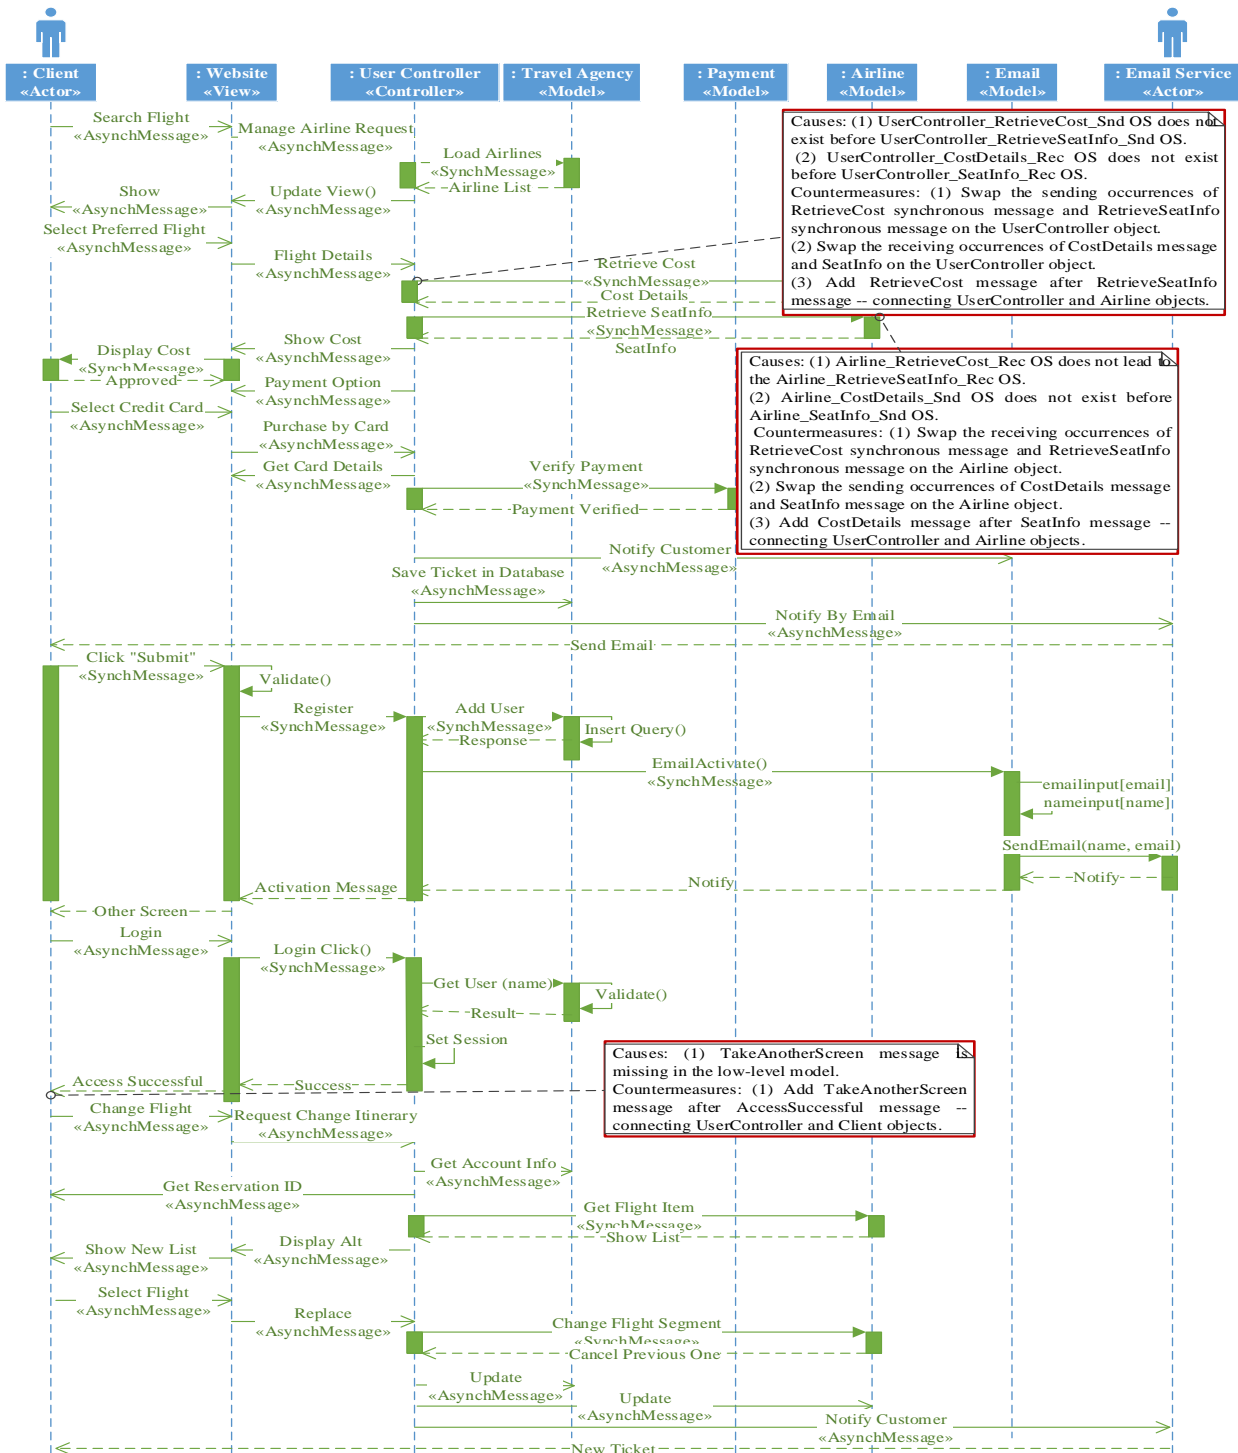 : Client
«Actor»
: Website
«View»
: User Controller
«Controller»
: Travel Agency
«Model»
: Payment
«Model»
: Airline
«Model»
: Email
«Model»
: Email Service
«Actor»
Search Flight
«AsynchMessage»
Manage Airline Request
«AsynchMessage»
Load Airlines
«SynchMessage»
Airline List
Update View()
«AsynchMessage»
Show
«AsynchMessage»
Select Preferred Flight
«AsynchMessage»
Flight Details
«AsynchMessage»
Retrieve Cost
«SynchMessage»
Cost Details
Retrieve SeatInfo
«SynchMessage»
SeatInfo
Causes: (1) UserController_RetrieveCost_Snd OS does not
exist before UserController_RetrieveSeatInfo_Snd OS.
(2) UserController_CostDetails_Rec OS does not exist
before UserController_SeatInfo_Rec OS.
Countermeasures: (1) Swap the sending occurrences of
RetrieveCost synchronous message and RetrieveSeatInfo
synchronous message on the UserController object.
(2) Swap the receiving occurrences of CostDetails message
and SeatInfo on the UserController object.
(3) Add RetrieveCost message after RetrieveSeatInfo
message -- connecting UserController and Airline objects.
Show Cost
«AsynchMessage»
Display Cost
«SynchMessage»
Approved
Payment Option
«AsynchMessage»
Select Credit Card
«AsynchMessage»
Purchase by Card
«AsynchMessage»
Get Card Details
«AsynchMessage»
Verify Payment
«SynchMessage»
Payment Verified
Causes: (1) Airline_RetrieveCost_Rec OS does not lead to
the Airline_RetrieveSeatInfo_Rec OS.
(2) Airline_CostDetails_Snd OS does not exist before
Airline_SeatInfo_Snd OS.
Countermeasures: (1) Swap the receiving occurrences of
RetrieveCost synchronous message and RetrieveSeatInfo
synchronous message on the Airline object.
(2) Swap the sending occurrences of CostDetails message
and SeatInfo message on the Airline object.
(3) Add CostDetails message after SeatInfo message --
connecting UserController and Airline objects.
Notify Customer
«AsynchMessage»
Save Ticket in Database
«AsynchMessage»
Notify By Email
«AsynchMessage»
Send Email
Click "Submit"
«SynchMessage»
Validate()
Register
«SynchMessage»
Add User
«SynchMessage»
Response
Insert Query()
EmailActivate()
«SynchMessage»
emailinput[email]
nameinput[name]
SendEmail(name, email)
Notify
Notify
Activation Message
Other Screen
Login
«AsynchMessage»
Login Click()
«SynchMessage»
Get User (name)
Validate()
Result
Set Session
Success
Access Successful
Causes: (1) TakeAnotherScreen message is
missing in the low-level model.
Countermeasures: (1) Add TakeAnotherScreen
message after AccessSuccessful message --
connecting UserController and Client objects.
Change Flight
«AsynchMessage»
Request Change Itinerary
«AsynchMessage»
Get Account Info
«AsynchMessage»
Get Reservation ID
«AsynchMessage»
Get Flight Item
«SynchMessage»
Show List
Display Alt
«AsynchMessage»
Show New List
«AsynchMessage»
Select Flight
«AsynchMessage»
Replace
«AsynchMessage»
Change Flight Segment
«SynchMessage»
Cancel Previous One
Update
«AsynchMessage»
Update
«AsynchMessage»
Notify Customer
«AsynchMessage»
New Ticket